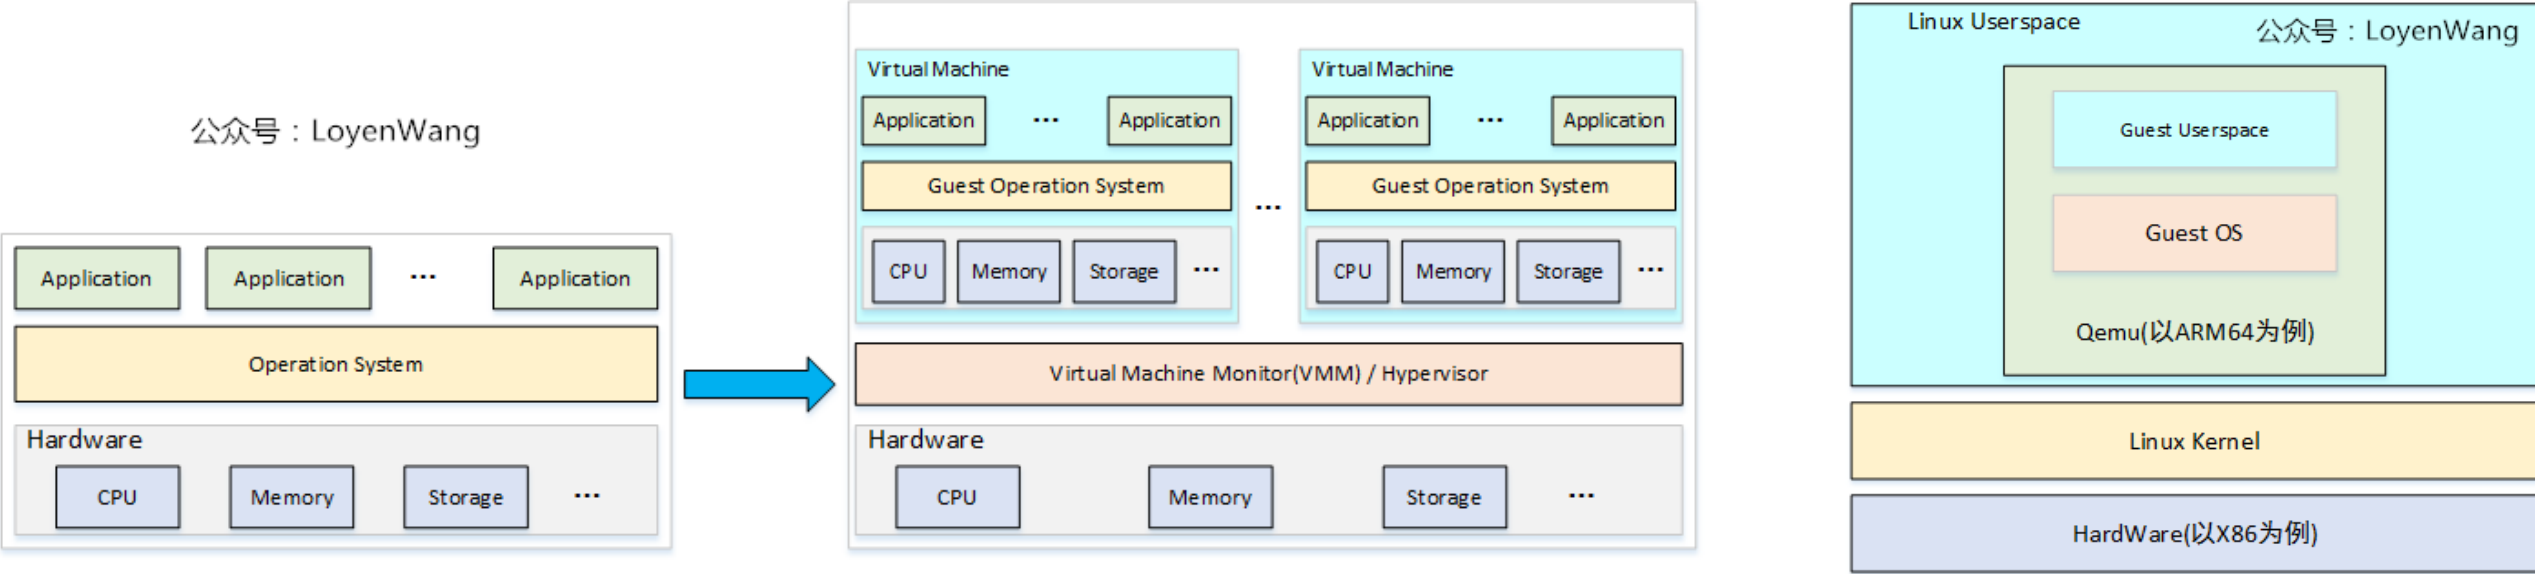 公众号：LoyenWang
Application Application ... Application
Operation System
Hardware
CPU Memory Storage ...
Virtual Machine
Application ... Application
Guest Operation System
CPU Memory Storage ...
...
Virtual Machine
Application ... Application
Guest Operation System
CPU Memory Storage ...
Virtual Machine Monitor(VMM) / Hypervisor
Hardware
CPU Memory Storage ...
Linux Userspace
公众号：LoyenWang
Guest Userspace
Guest OS
Qemu(以ARM64为例)
Linux Kernel
HardWare(以X86为例)